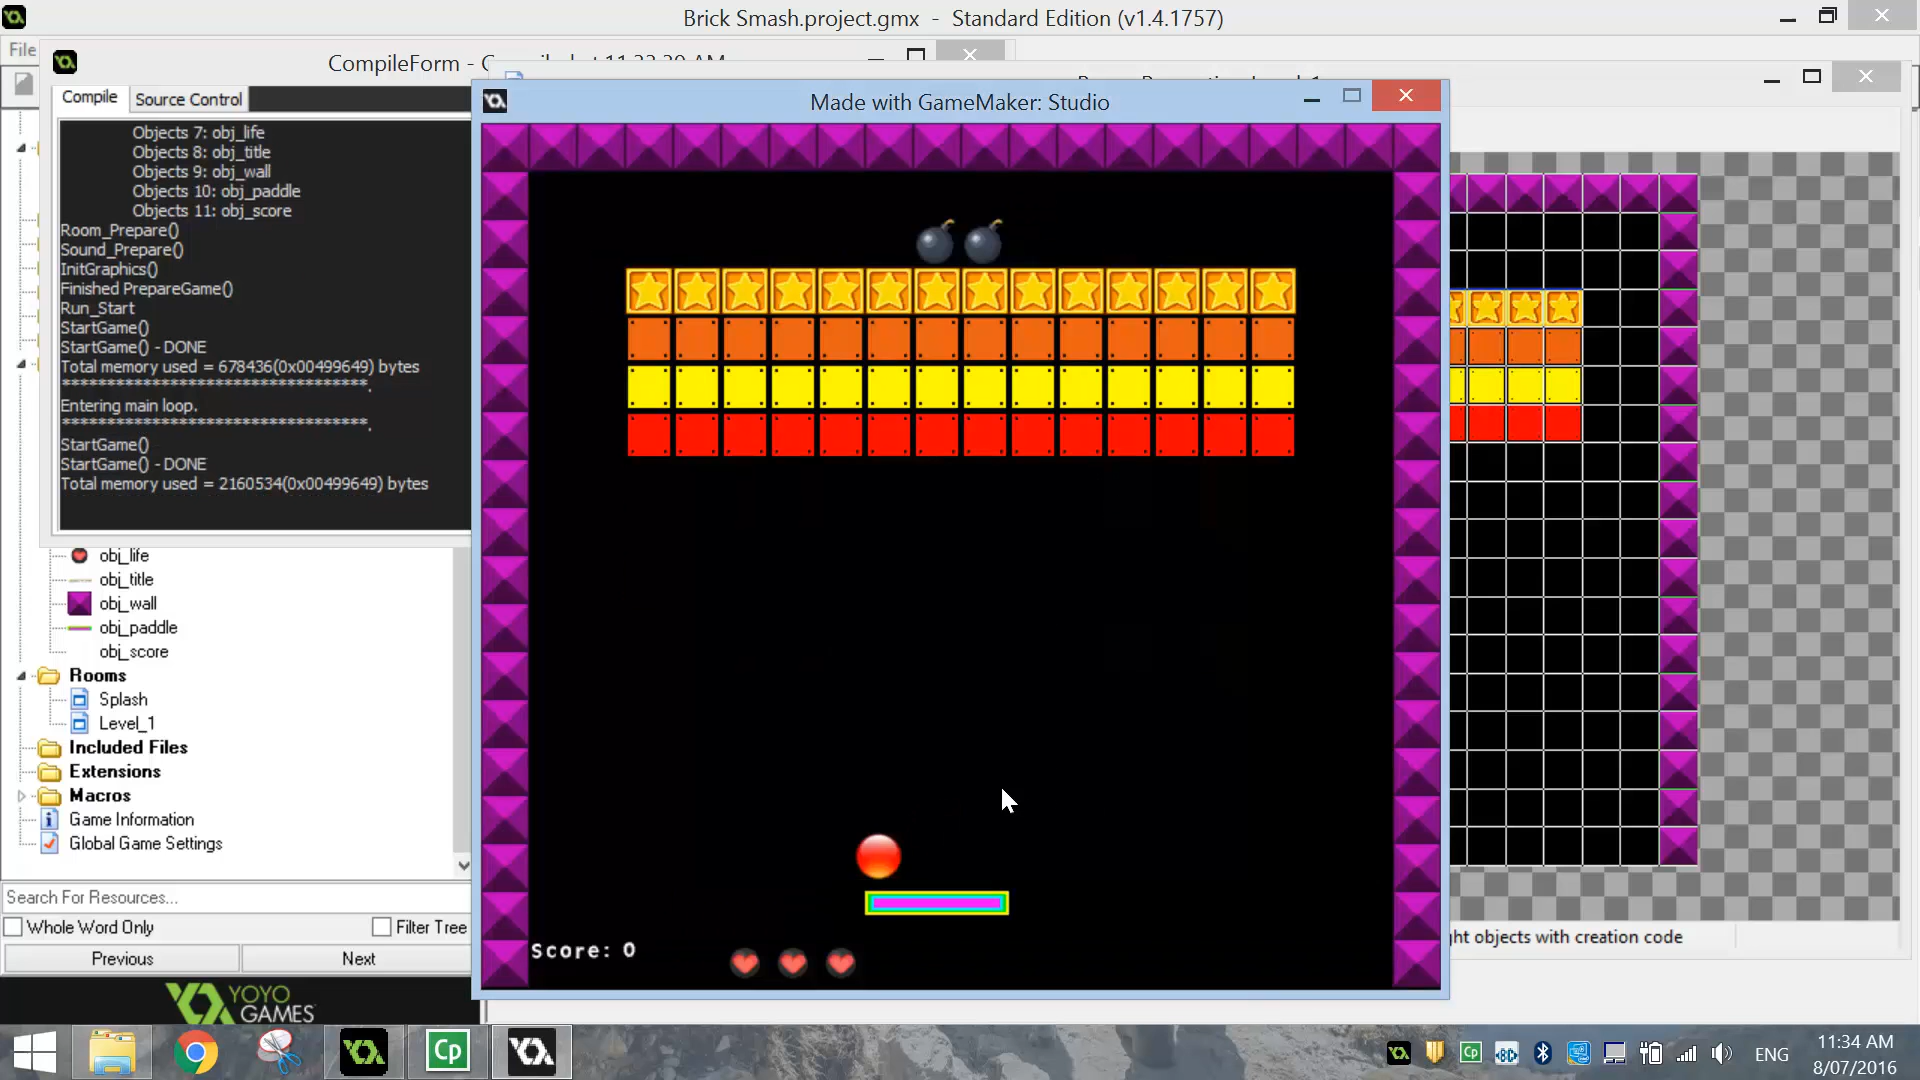 Brick Smash.project.gmx  -  Standard Edition (v1.4.1757)
File
CompileForm -
Compile
Source Control
Made with GameMaker: Studio
Objects 7: obj_life
Objects 8: obj_title
Objects 9: obj_wall
Objects 10: obj_paddle
Objects 11: obj_score
Room_Prepare()
Sound_Prepare()
InitGraphics()
Finished PrepareGame()
Run_Start
StartGame()
StartGame() - DONE
Total memory used = 678436(0x00499649) bytes
***********************************.
Entering main loop.
***********************************.
StartGame()
StartGame() - DONE
Total memory used = 2160534(0x00499649) bytes
obj_life
obj_title
obj_wall
obj_paddle
obj_score
Rooms
Splash
Level_1
Included Files
Extensions
Macros
Game Information
Global Game Settings
Search For Resources...
Whole Word Only
Filter Tree
Previous
Next
Score: 0
ght objects with creation code
YOYO
GAMES
Cp
Cp
ENG
11:34 AM
8/07/2016